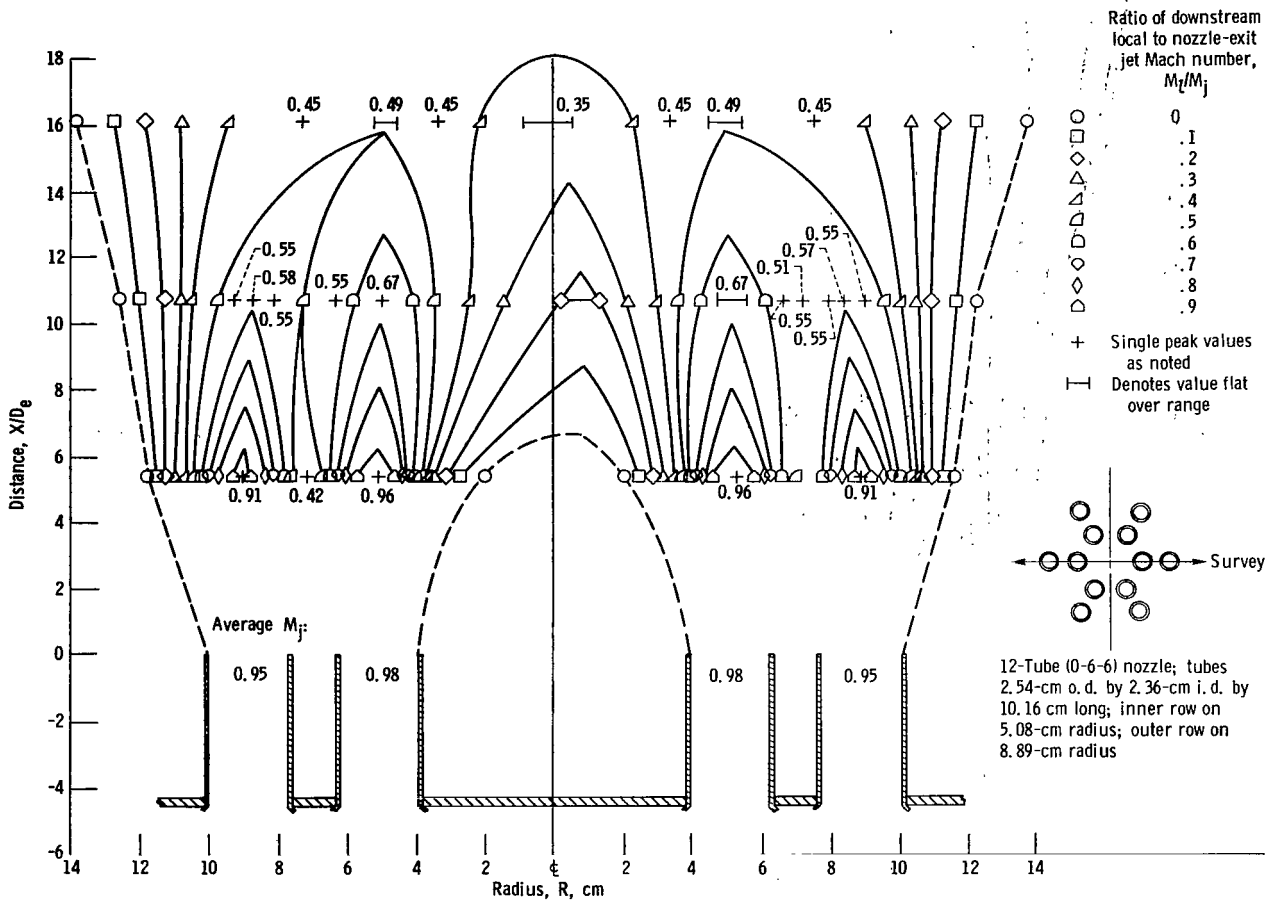 Ratio of downstream
local to nozzle-exit
jet Mach number,
M_l/M_j
0
.1
.2
.3
.4
.5
.6
.7
.8
.9
+ Single peak values
as noted
Denotes value flat
over range
Survey
12-Tube (0-6-6) nozzle; tubes
2.54-cm o.d. by 2.36-cm i.d. by
10.16 cm long; inner row on
5.08-cm radius; outer row on
8.89-cm radius
Distance, X/D_e
18
16
14
12
10
8
6
4
2
0
-2
-4
-6
0.45 0.49 0.45 0.35 0.45 0.49 0.45
0.55
0.58
0.55
0.55 0.67
0.67
0.51
0.57
0.55
0.55
0.55
0.91 0.42 0.96 0.96 0.91
Average M_j:
0.95 0.98 0.98 0.95
14 12 10 8 6 4 2 ℄ 2 4 6 8 10 12 14
Radius, R, cm